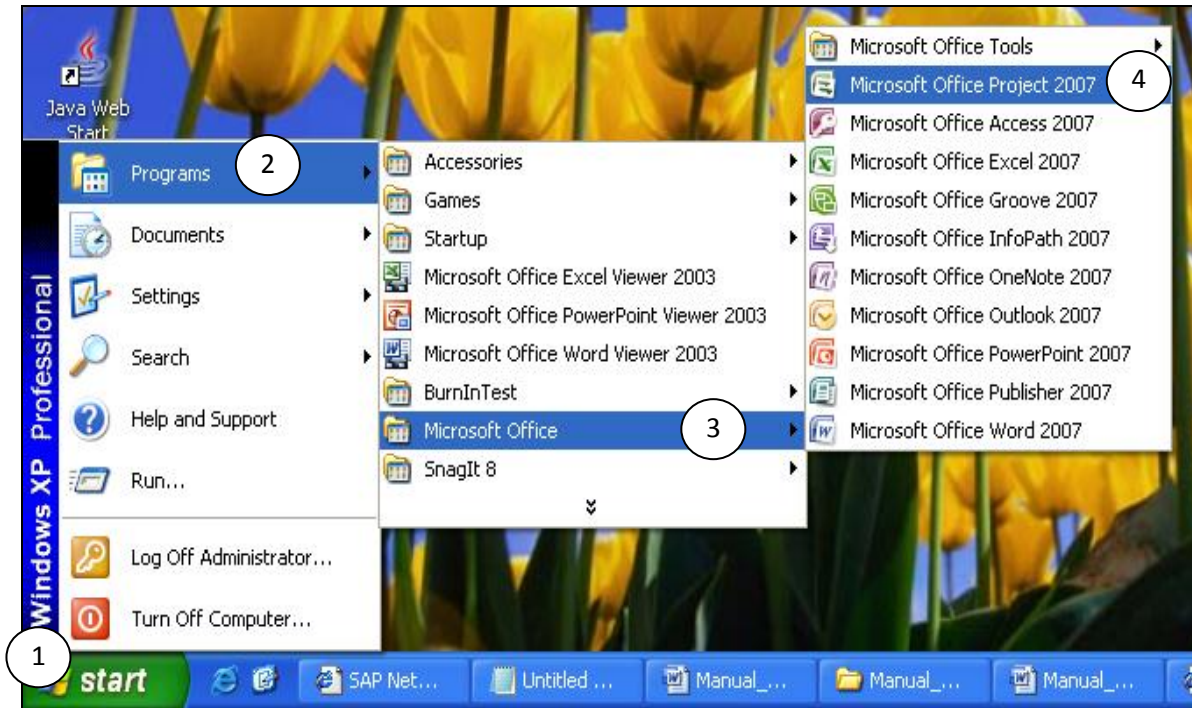 Java Web
Start
Windows XP Professional
Programs
2
Documents
Settings
Search
Help and Support
Run...
Log Off Administrator...
Turn Off Computer...
Accessories
Games
Startup
Microsoft Office Excel Viewer 2003
Microsoft Office PowerPoint Viewer 2003
Microsoft Office Word Viewer 2003
BurnInTest
Microsoft Office
3
SnagIt 8
Microsoft Office Tools
Microsoft Office Project 2007
4
Microsoft Office Access 2007
Microsoft Office Excel 2007
Microsoft Office Groove 2007
Microsoft Office InfoPath 2007
Microsoft Office OneNote 2007
Microsoft Office Outlook 2007
Microsoft Office PowerPoint 2007
Microsoft Office Publisher 2007
Microsoft Office Word 2007
1
start
SAP Net...
Untitled ...
Manual_...
Manual_...
Manual_...